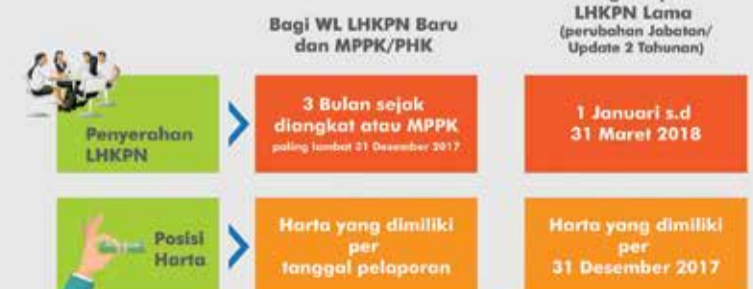 Bagi WL LHKPN Baru
dan MPPK/PHK
LHKPN Lama
(perubahan Jabatan/
Update 2 Tahunan)
Penyerahan
LHKPN
3 Bulan sejak
diangkat atau MPPK
paling lambat 31 Desember 2017
1 Januari s.d
31 Maret 2018
Posisi
Harta
Harta yang dimiliki
per
tanggal pelaporan
Harta yang dimiliki
per
31 Desember 2017